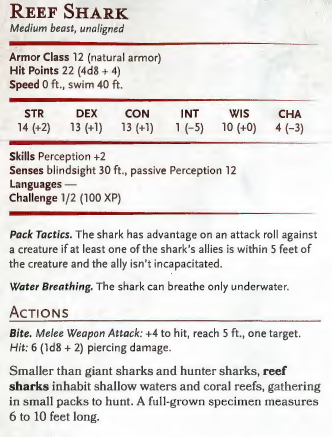 REEF SHARK
Medium beast, unaligned
Armor Class 12 (natural armor)
Hit Points 22 (4d8 + 4)
Speed 0 ft., swim 40 ft.
STR DEX CON INT WIS CHA
14 (+2) 13 (+1) 13 (+1) 1 (−5) 10 (+0) 4 (−3)
Skills Perception +2
Senses blindsight 30 ft., passive Perception 12
Languages —
Challenge 1/2 (100 XP)
Pack Tactics. The shark has advantage on an attack roll against
a creature if at least one of the shark's allies is within 5 feet of
the creature and the ally isn't incapacitated.
Water Breathing. The shark can breathe only underwater.
ACTIONS
Bite. Melee Weapon Attack: +4 to hit, reach 5 ft., one target.
Hit: 6 (1d8 + 2) piercing damage.
Smaller than giant sharks and hunter sharks, reef
sharks inhabit shallow waters and coral reefs, gathering
in small packs to hunt. A full-grown specimen measures
6 to 10 feet long.